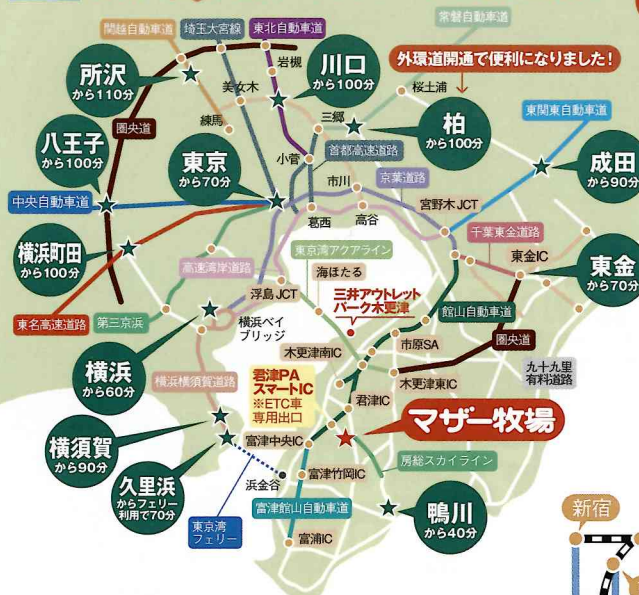 常磐自動車道
関越自動車道
埼玉大宮線
東北自動車道
外環道開通で便利になりました!
所沢
から110分
岩槻
川口
から100分
美女木
桜土浦
圏央道
練馬
三郷
柏
から100分
東関東自動車道
八王子
から100分
東京
から70分
小菅
首都高速道路
成田
から90分
市川
京葉道路
中央自動車道
葛西
高谷
宮野木JCT
千葉東金道路
横浜町田
から100分
東京湾アクアライン
東金IC
高速湾岸道路
海ほたる
東金
から70分
浮島JCT
三井アウトレット
パーク木更津
館山自動車道
東名高速道路
第三京浜
横浜ベイ
ブリッジ
市原SA
圏央道
木更津南IC
九十九里
有料道路
横浜
から60分
横浜横須賀道路
君津PA
スマートIC
※ETC車
専用出口
木更津東IC
君津IC
マザー牧場
横須賀
から90分
富津中央IC
房総スカイライン
久里浜
からフェリー
利用で70分
浜金谷
富津竹岡IC
鴨川
から40分
富津館山自動車道
東京湾
フェリー
新宿
富浦IC